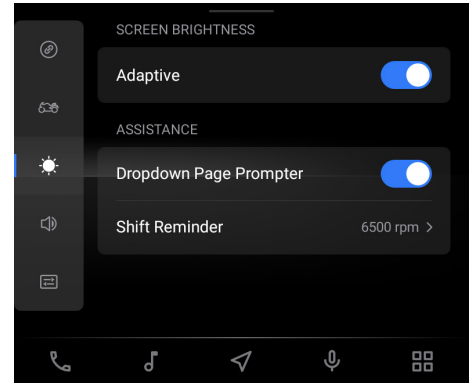 SCREEN BRIGHTNESS
Adaptive
ASSISTANCE
Dropdown Page Prompter
Shift Reminder
6500 rpm